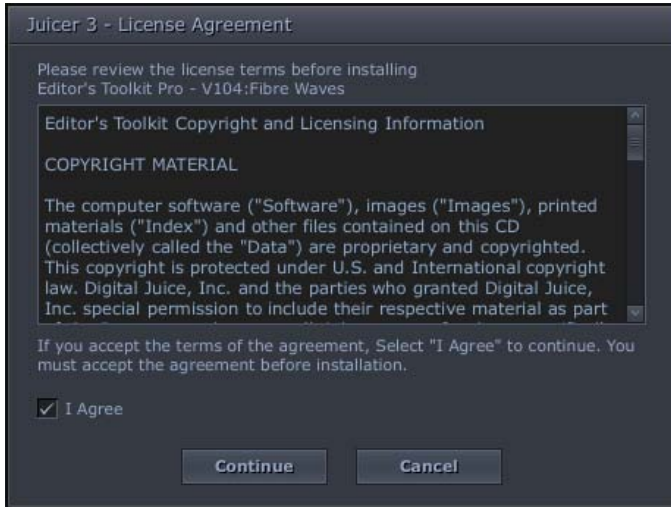 Juicer 3 - License Agreement
Please review the license terms before installing
Editor's Toolkit Pro - V104:Fibre Waves
Editor's Toolkit Copyright and Licensing Information
COPYRIGHT MATERIAL
The computer software ("Software"), images ("Images"), printed
materials ("Index") and other files contained on this CD
(collectively called the "Data") are proprietary and copyrighted.
This copyright is protected under U.S. and International copyright
law. Digital Juice, Inc. and the parties who granted Digital Juice,
Inc. special permission to include their respective material as part
If you accept the terms of the agreement, Select "I Agree" to continue. You
must accept the agreement before installation.
I Agree
Continue
Cancel